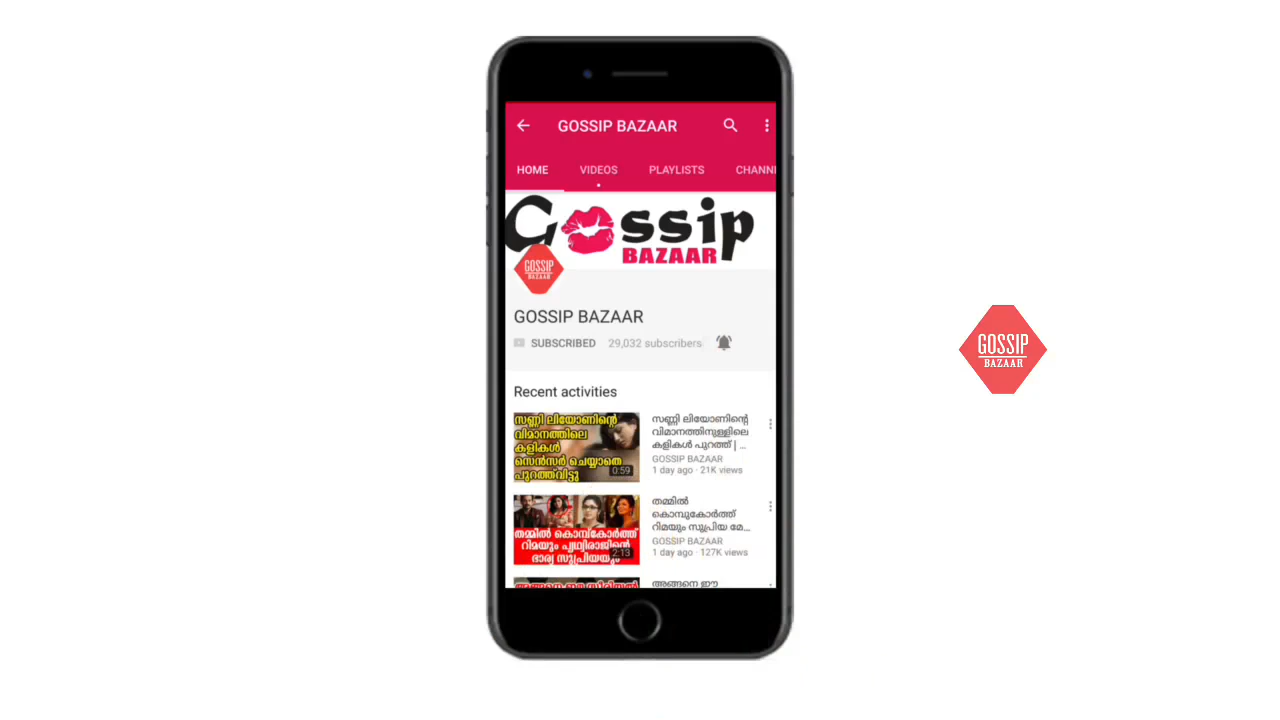 GOSSIP BAZAAR
HOME VIDEOS PLAYLISTS CHANN
Gossip
BAZAAR
GOSSIP
BAZAAR
GOSSIP BAZAAR
SUBSCRIBED 29,032 subscribers
Recent activities
സണ്ണി ലിയോണിന്റെ
വിമാനത്തിലെ
കളികൾ
സെൻസർ ചെയ്യാതെ
പുറത്തുവിട്ടു
0:59
സണ്ണി ലിയോണിന്റെ
വിമാനത്തിനുള്ളിലെ
കളികൾ പുറത്ത് | ...
GOSSIP BAZAAR
1 day ago · 21K views
തമ്മിൽ കൊമ്പ്കോർത്ത്
റിമയും പൃഥ്വിരാജിന്റെ
ഭാര്യ സുപ്രിയയും
2:13
തമ്മിൽ
കൊമ്പുകോർത്ത്
റിമയും സുപ്രിയ മേ...
GOSSIP BAZAAR
1 day ago · 127K views
അങ്ങനെ ഈ
GOSSIP
BAZAAR